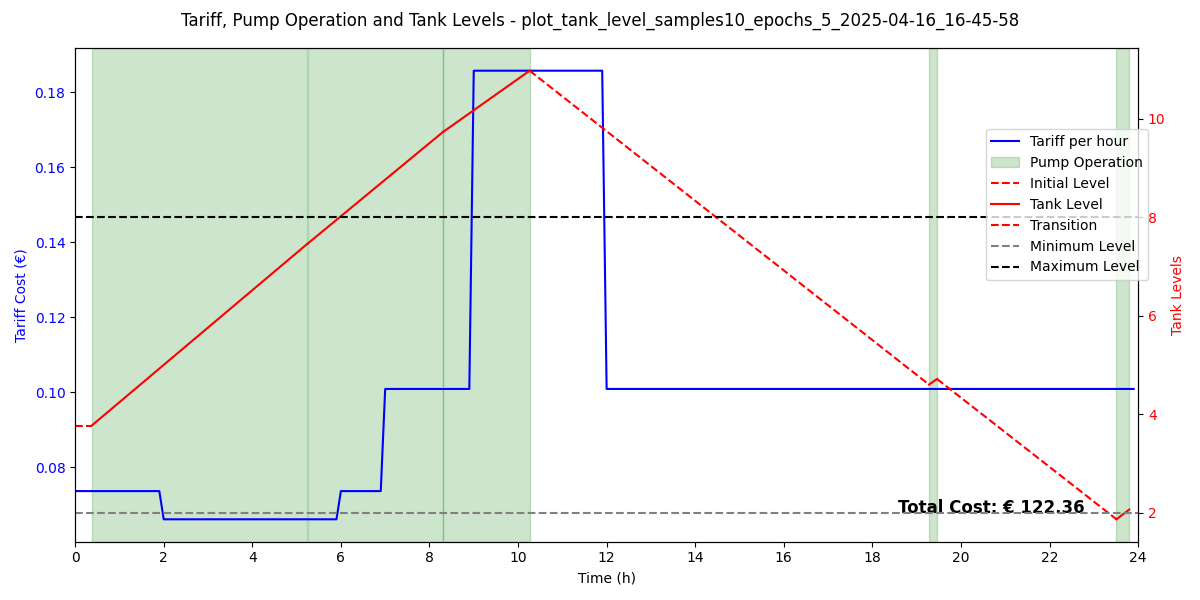 Tariff, Pump Operation and Tank Levels - plot_tank_level_samples10_epochs_5_2025-04-16_16-45-58
Tariff Cost (€)
0.18
0.16
0.14
0.12
0.10
0.08
10
8
6
4
2
Tank Levels
Tariff per hour
Pump Operation
Initial Level
Tank Level
Transition
Minimum Level
Maximum Level
Total Cost: € 122.36
0 2 4 6 8 10 12 14 16 18 20 22 24
Time (h)